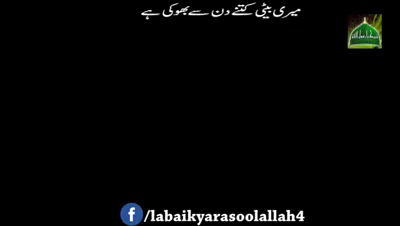 میری بیٹی کتنے دن سے بھوکی ہے
/labaikyarasoolallah4